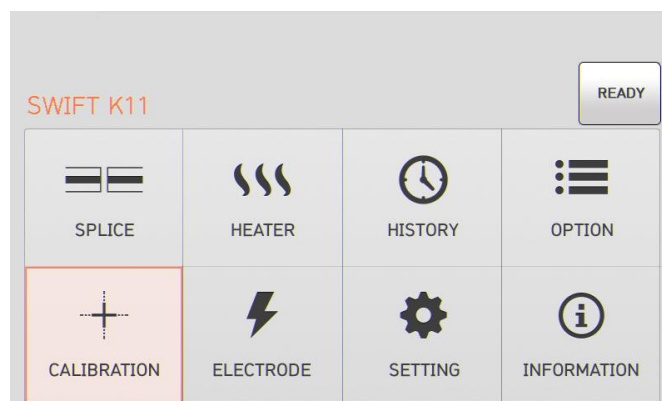 SWIFT K11
READY
SPLICE
HEATER
HISTORY
OPTION
CALIBRATION
ELECTRODE
SETTING
INFORMATION